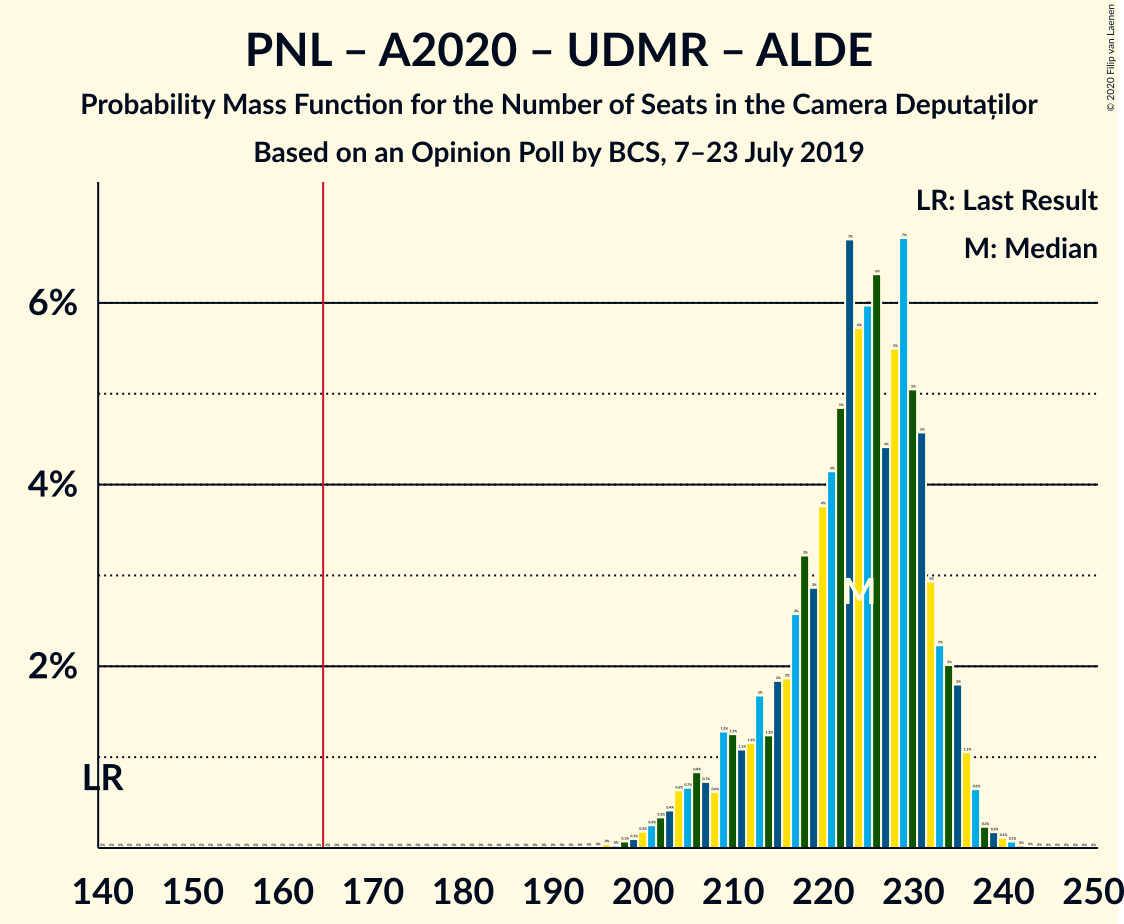 PNL – A2020 – UDMR – ALDE
Probability Mass Function for the Number of Seats in the Camera Deputaților
Based on an Opinion Poll by BCS, 7–23 July 2019
© 2020 Filip van Laenen
LR: Last Result
M: Median
6%
4%
2%
M
LR
140 150 160 170 180 190 200 210 220 230 240 250